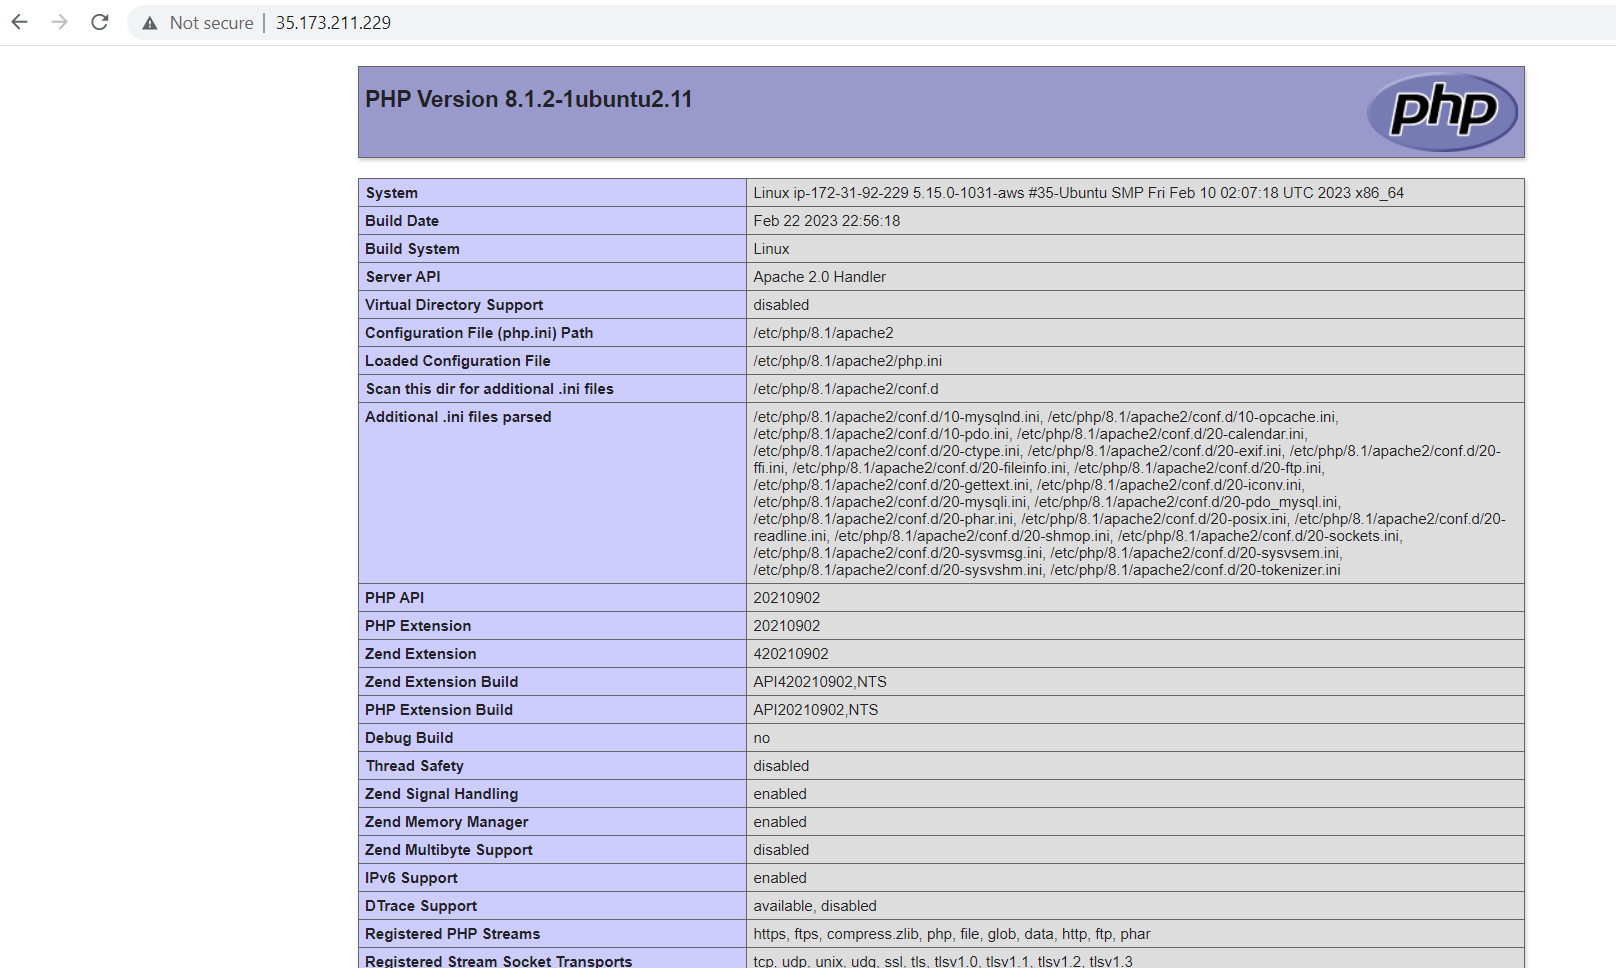 Not secure | 35.173.211.229
PHP Version 8.1.2-1ubuntu2.11
php
System Linux ip-172-31-92-229 5.15.0-1031-aws #35-Ubuntu SMP Fri Feb 10 02:07:18 UTC 2023 x86_64
Build Date Feb 22 2023 22:56:18
Build System Linux
Server API Apache 2.0 Handler
Virtual Directory Support disabled
Configuration File (php.ini) Path /etc/php/8.1/apache2
Loaded Configuration File /etc/php/8.1/apache2/php.ini
Scan this dir for additional .ini files /etc/php/8.1/apache2/conf.d
Additional .ini files parsed /etc/php/8.1/apache2/conf.d/10-mysqlnd.ini, /etc/php/8.1/apache2/conf.d/10-opcache.ini,
/etc/php/8.1/apache2/conf.d/10-pdo.ini, /etc/php/8.1/apache2/conf.d/20-calendar.ini,
/etc/php/8.1/apache2/conf.d/20-ctype.ini, /etc/php/8.1/apache2/conf.d/20-exif.ini, /etc/php/8.1/apache2/conf.d/20-
ffi.ini, /etc/php/8.1/apache2/conf.d/20-fileinfo.ini, /etc/php/8.1/apache2/conf.d/20-ftp.ini,
/etc/php/8.1/apache2/conf.d/20-gettext.ini, /etc/php/8.1/apache2/conf.d/20-iconv.ini,
/etc/php/8.1/apache2/conf.d/20-mysqli.ini, /etc/php/8.1/apache2/conf.d/20-pdo_mysql.ini,
/etc/php/8.1/apache2/conf.d/20-phar.ini, /etc/php/8.1/apache2/conf.d/20-posix.ini, /etc/php/8.1/apache2/conf.d/20-
readline.ini, /etc/php/8.1/apache2/conf.d/20-shmop.ini, /etc/php/8.1/apache2/conf.d/20-sockets.ini,
/etc/php/8.1/apache2/conf.d/20-sysvmsg.ini, /etc/php/8.1/apache2/conf.d/20-sysvsem.ini,
/etc/php/8.1/apache2/conf.d/20-sysvshm.ini, /etc/php/8.1/apache2/conf.d/20-tokenizer.ini
PHP API 20210902
PHP Extension 20210902
Zend Extension 420210902
Zend Extension Build API420210902,NTS
PHP Extension Build API20210902,NTS
Debug Build no
Thread Safety disabled
Zend Signal Handling enabled
Zend Memory Manager enabled
Zend Multibyte Support disabled
IPv6 Support enabled
DTrace Support available, disabled
Registered PHP Streams https, ftps, compress.zlib, php, file, glob, data, http, ftp, phar
Registered Stream Socket Transports tcp, udp, unix, udg, ssl, tls, tlsv1.0, tlsv1.1, tlsv1.2, tlsv1.3